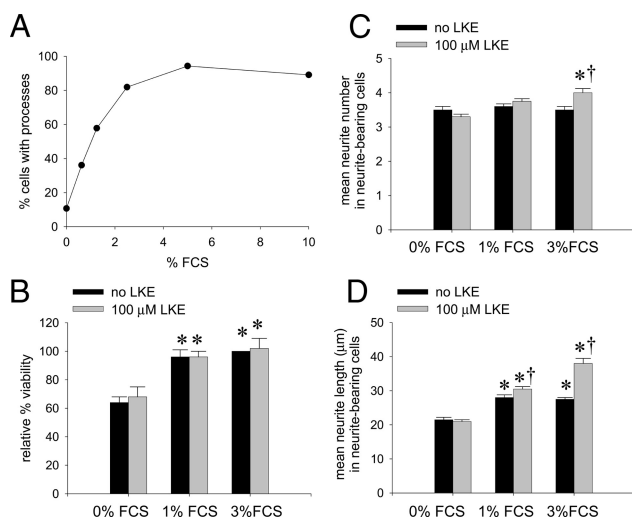 A
% cells with processes
100
80
60
40
20
0
0 2 4 6 8 10
% FCS
B
no LKE
100 μM LKE
relative % viability
120
100
80
60
40
20
0
* * * *
0% FCS 1% FCS 3%FCS
C
no LKE
100 μM LKE
mean neurite number
in neurite-bearing cells
5
4
3
2
1
0
*†
0% FCS 1% FCS 3%FCS
D
no LKE
100 μM LKE
mean neurite length (μm)
in neurite-bearing cells
50
40
30
20
10
0
* *† * *†
0% FCS 1% FCS 3%FCS